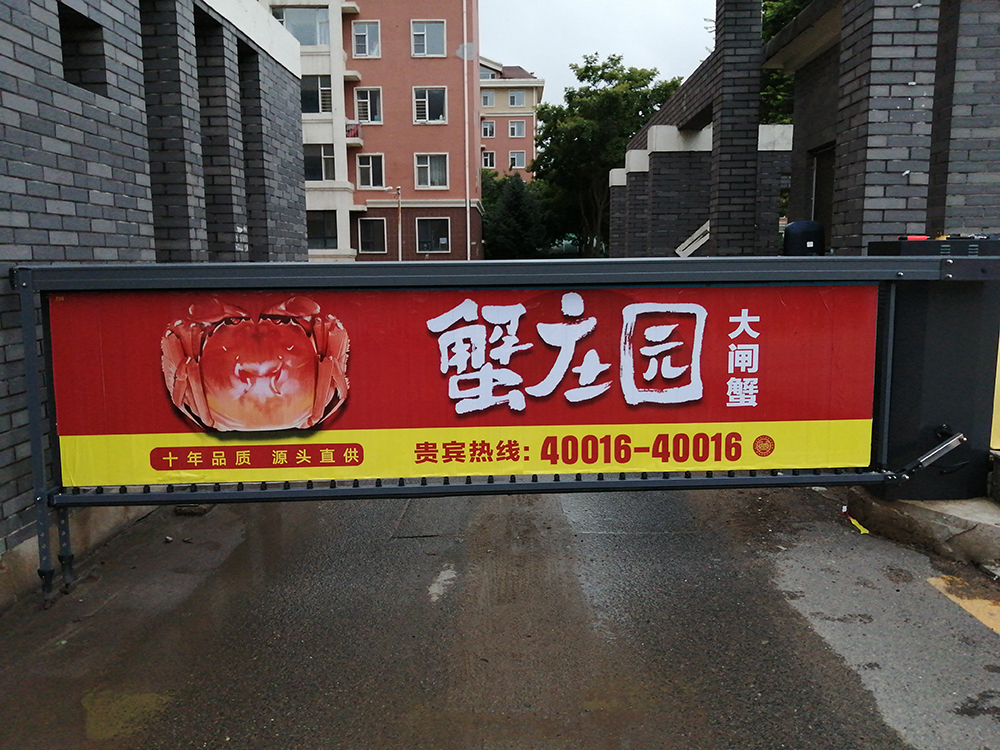 蟹庄园
大闸蟹
十年品质 源头直供
贵宾热线: 40016-40016